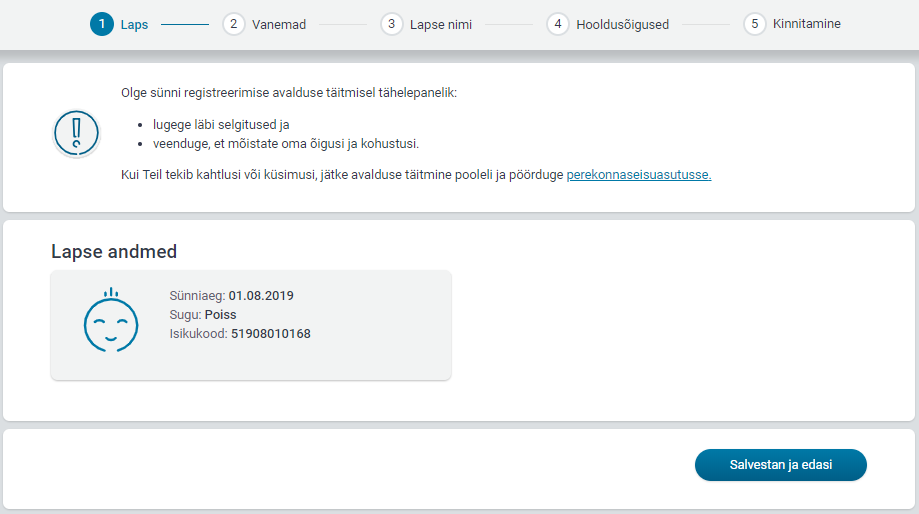 1 Laps 2 Vanemad 3 Lapse nimi 4 Hooldusõigused 5 Kinnitamine
Olge sünni registreerimise avalduse täitmisel tähelepanelik:
• lugege läbi selgitused ja
• veenduge, et mõistate oma õigusi ja kohustusi.
Kui Teil tekib kahtlusi või küsimusi, jätke avalduse täitmine pooleli ja pöörduge perekonnaseisuasutusse.
Lapse andmed
Sünniaeg: 01.08.2019
Sugu: Poiss
Isikukood: 51908010168
Salvestan ja edasi